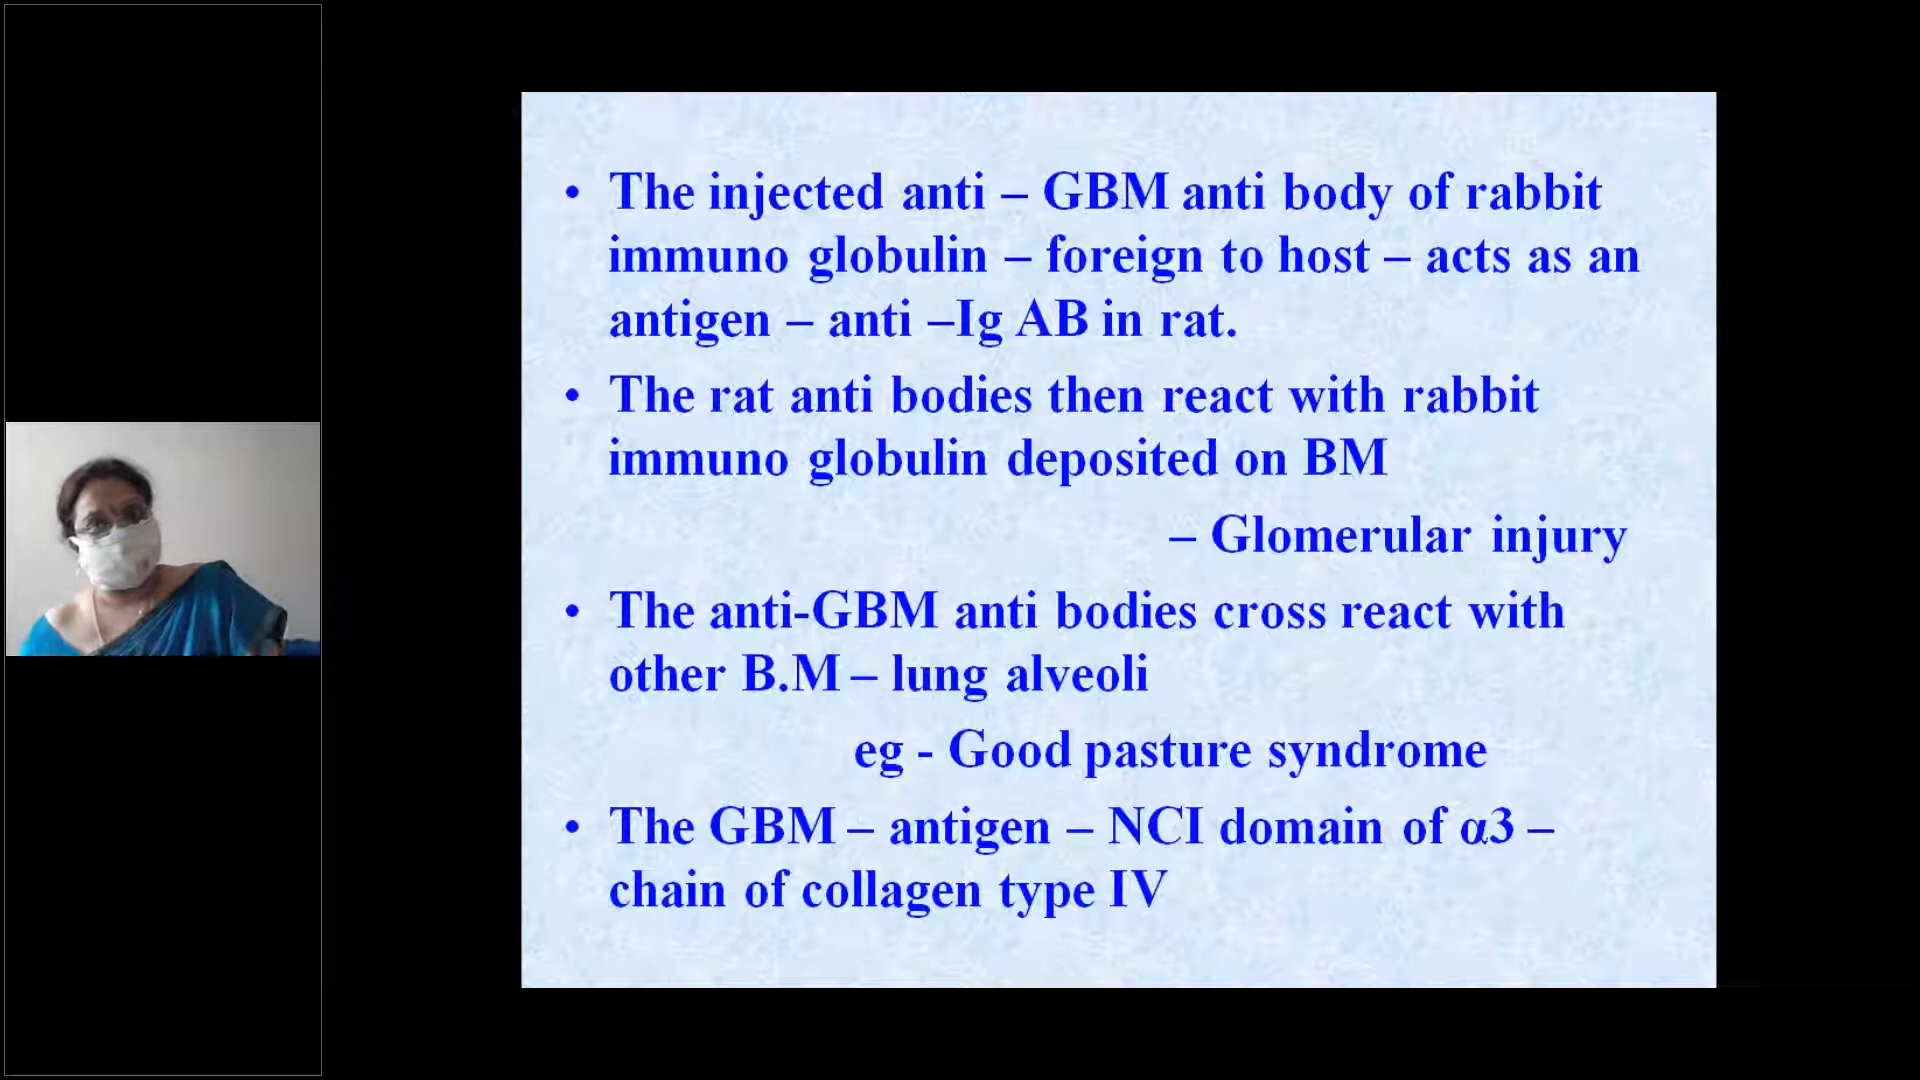 • The injected anti – GBM anti body of rabbit
immuno globulin – foreign to host – acts as an
antigen – anti –Ig AB in rat.
• The rat anti bodies then react with rabbit
immuno globulin deposited on BM
– Glomerular injury
• The anti-GBM anti bodies cross react with
other B.M – lung alveoli
eg - Good pasture syndrome
• The GBM – antigen – NCI domain of α3 –
chain of collagen type IV